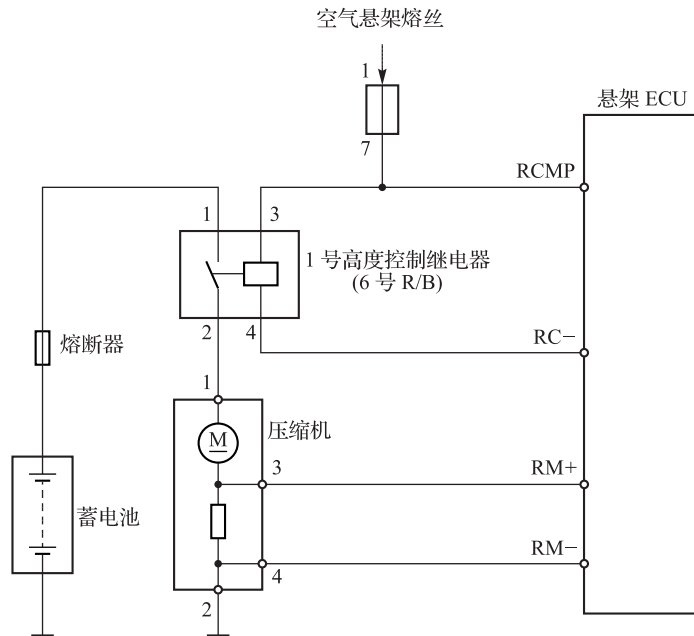 空气悬架熔丝
1
悬架 ECU
7
RCMP
1
3
1 号高度控制继电器
(6 号 R/B)
2
4
RC−
熔断器
1
压缩机
M
3
RM+
蓄电池
RM−
4
2